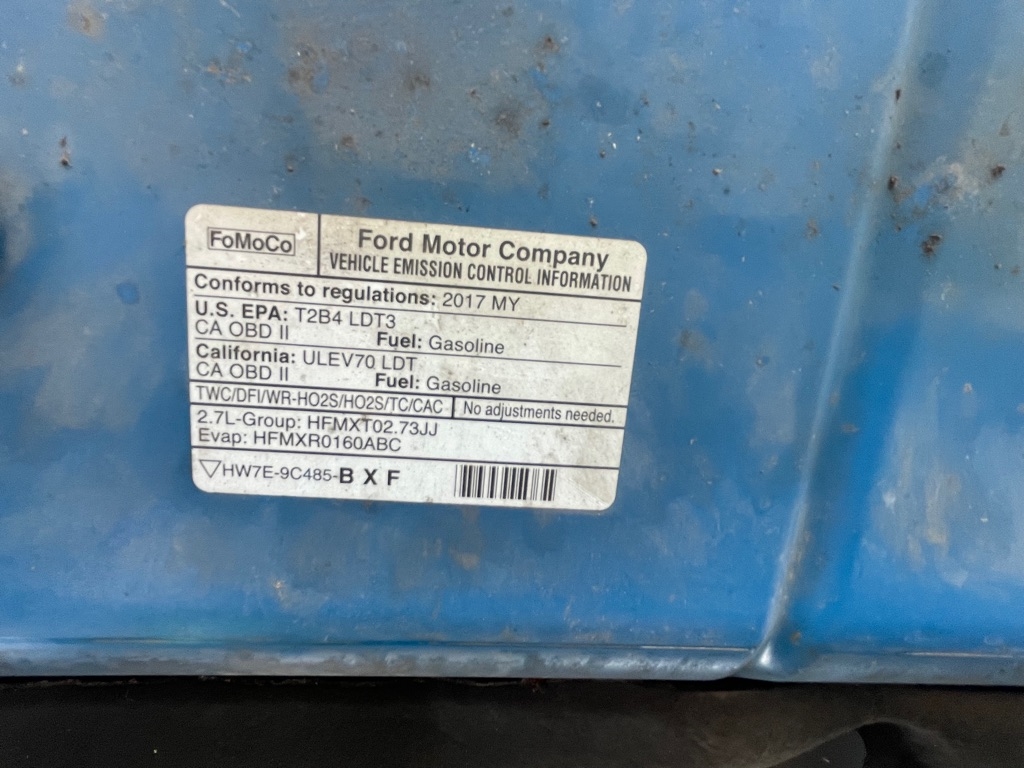 FoMoCo
Ford Motor Company
VEHICLE EMISSION CONTROL INFORMATION
Conforms to regulations: 2017 MY
U.S. EPA: T2B4 LDT3
CA OBD II Fuel: Gasoline
California: ULEV70 LDT
CA OBD II Fuel: Gasoline
TWC/DFI/WR-HO2S/HO2S/TC/CAC No adjustments needed.
2.7L-Group: HFMXT02.73JJ
Evap: HFMXR0160ABC
▽HW7E-9C485-B X F